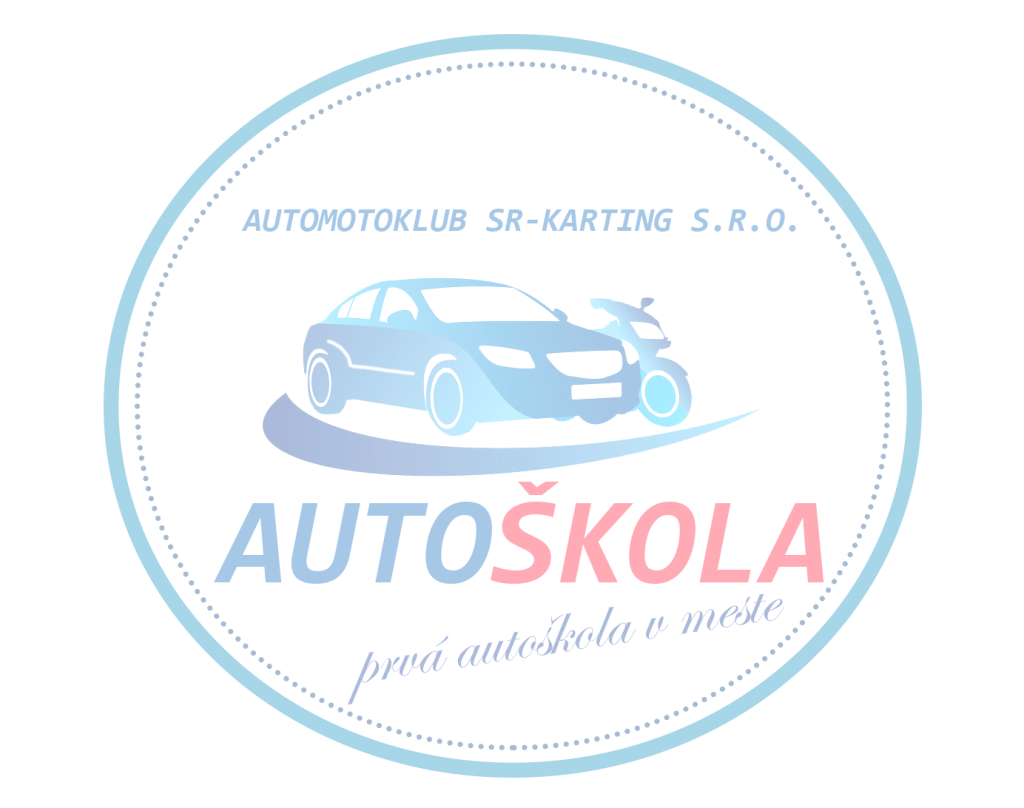 AUTOMOTOKLUB SR-KARTING S.R.O.
AUTOŠKOLA
prvá autoškola v meste